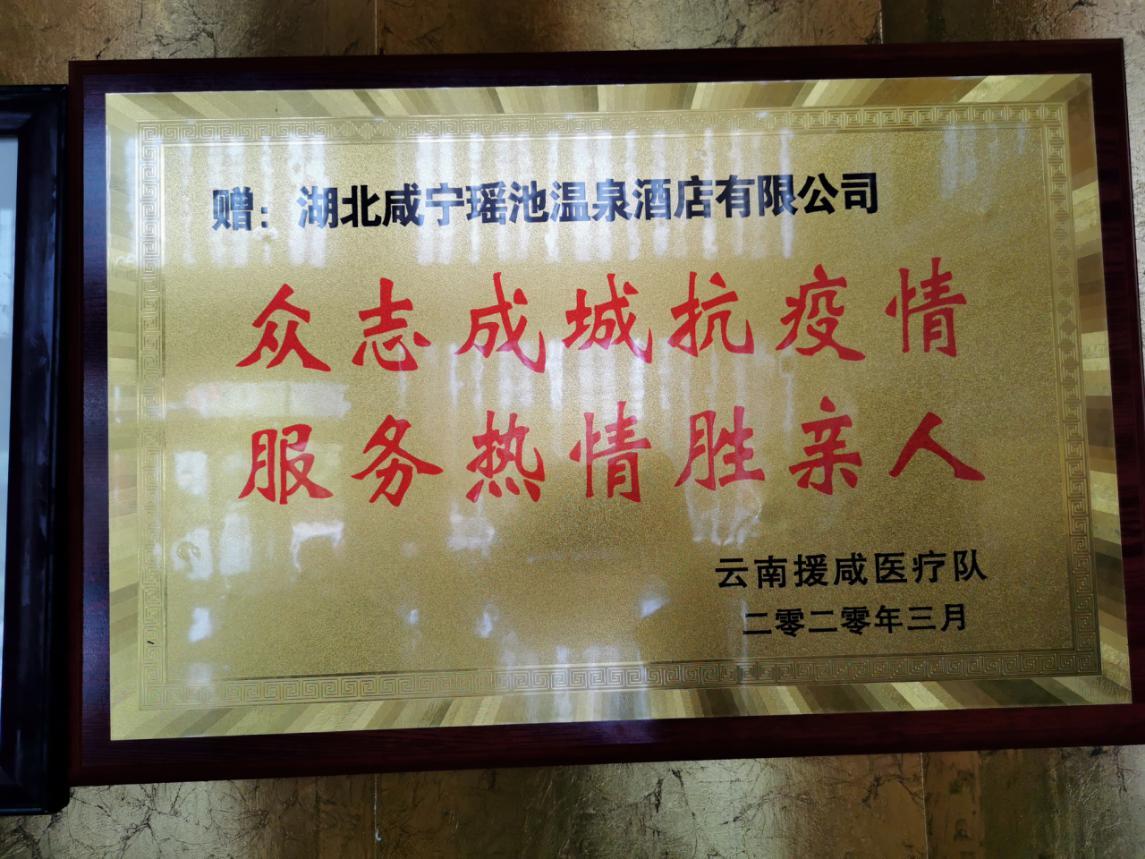 赠：湖北咸宁瑶池温泉酒店有限公司
众志成城抗疫情
服务热情胜亲人
云南援咸医疗队
二零二零年三月